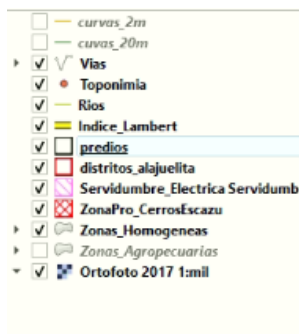 curvas_2m
cuvas_20m
Vias
Toponimia
Rios
Indice_Lambert
predios
distritos_alajuelita
Servidumbre_Electrica Servidumb
ZonaPro_CerrosEscazu
Zonas_Homogeneas
Zonas_Agropecuarias
Ortofoto 2017 1:mil